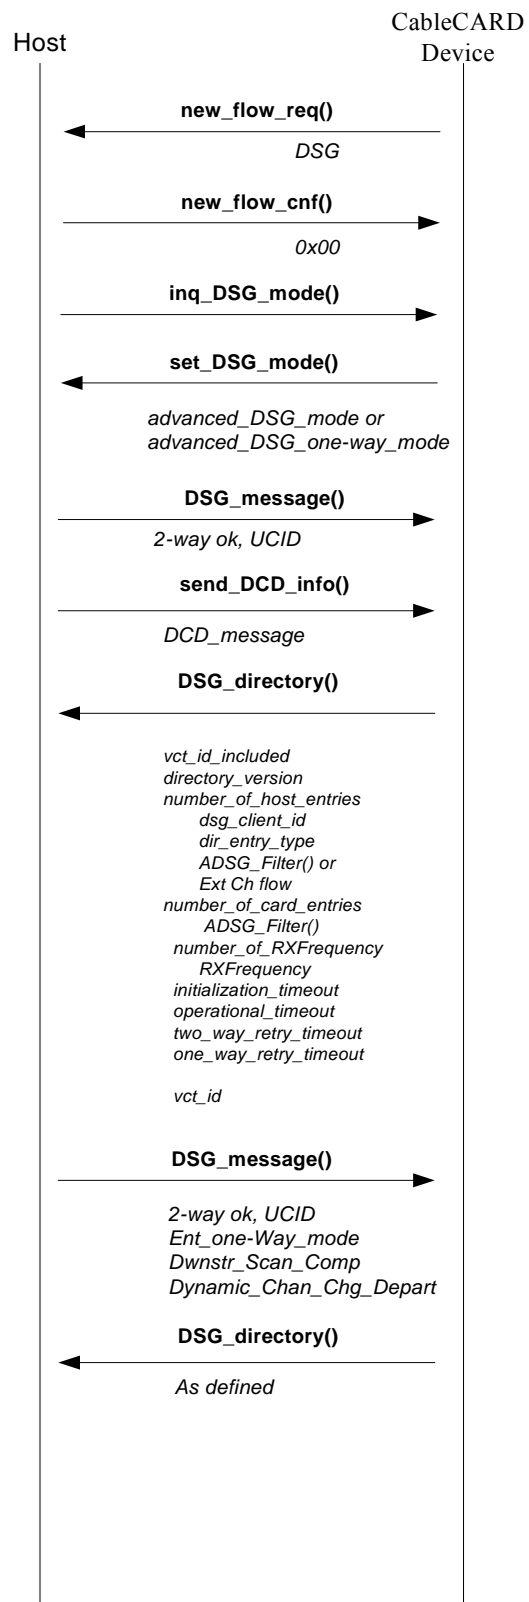 Host
CableCARD
Device
new_flow_req()
DSG
new_flow_cnf()
0x00
inq_DSG_mode()
set_DSG_mode()
advanced_DSG_mode or
advanced_DSG_one-way_mode
DSG_message()
2-way ok, UCID
send_DCD_info()
DCD_message
DSG_directory()
vct_id_included
directory_version
number_of_host_entries
dsg_client_id
dir_entry_type
ADSG_Filter() or
Ext Ch flow
number_of_card_entries
ADSG_Filter()
number_of_RXFrequency
RXFrequency
initialization_timeout
operational_timeout
two_way_retry_timeout
one_way_retry_timeout
vct_id
DSG_message()
2-way ok, UCID
Ent_one-Way_mode
Dwnstr_Scan_Comp
Dynamic_Chan_Chg_Depart
DSG_directory()
As defined